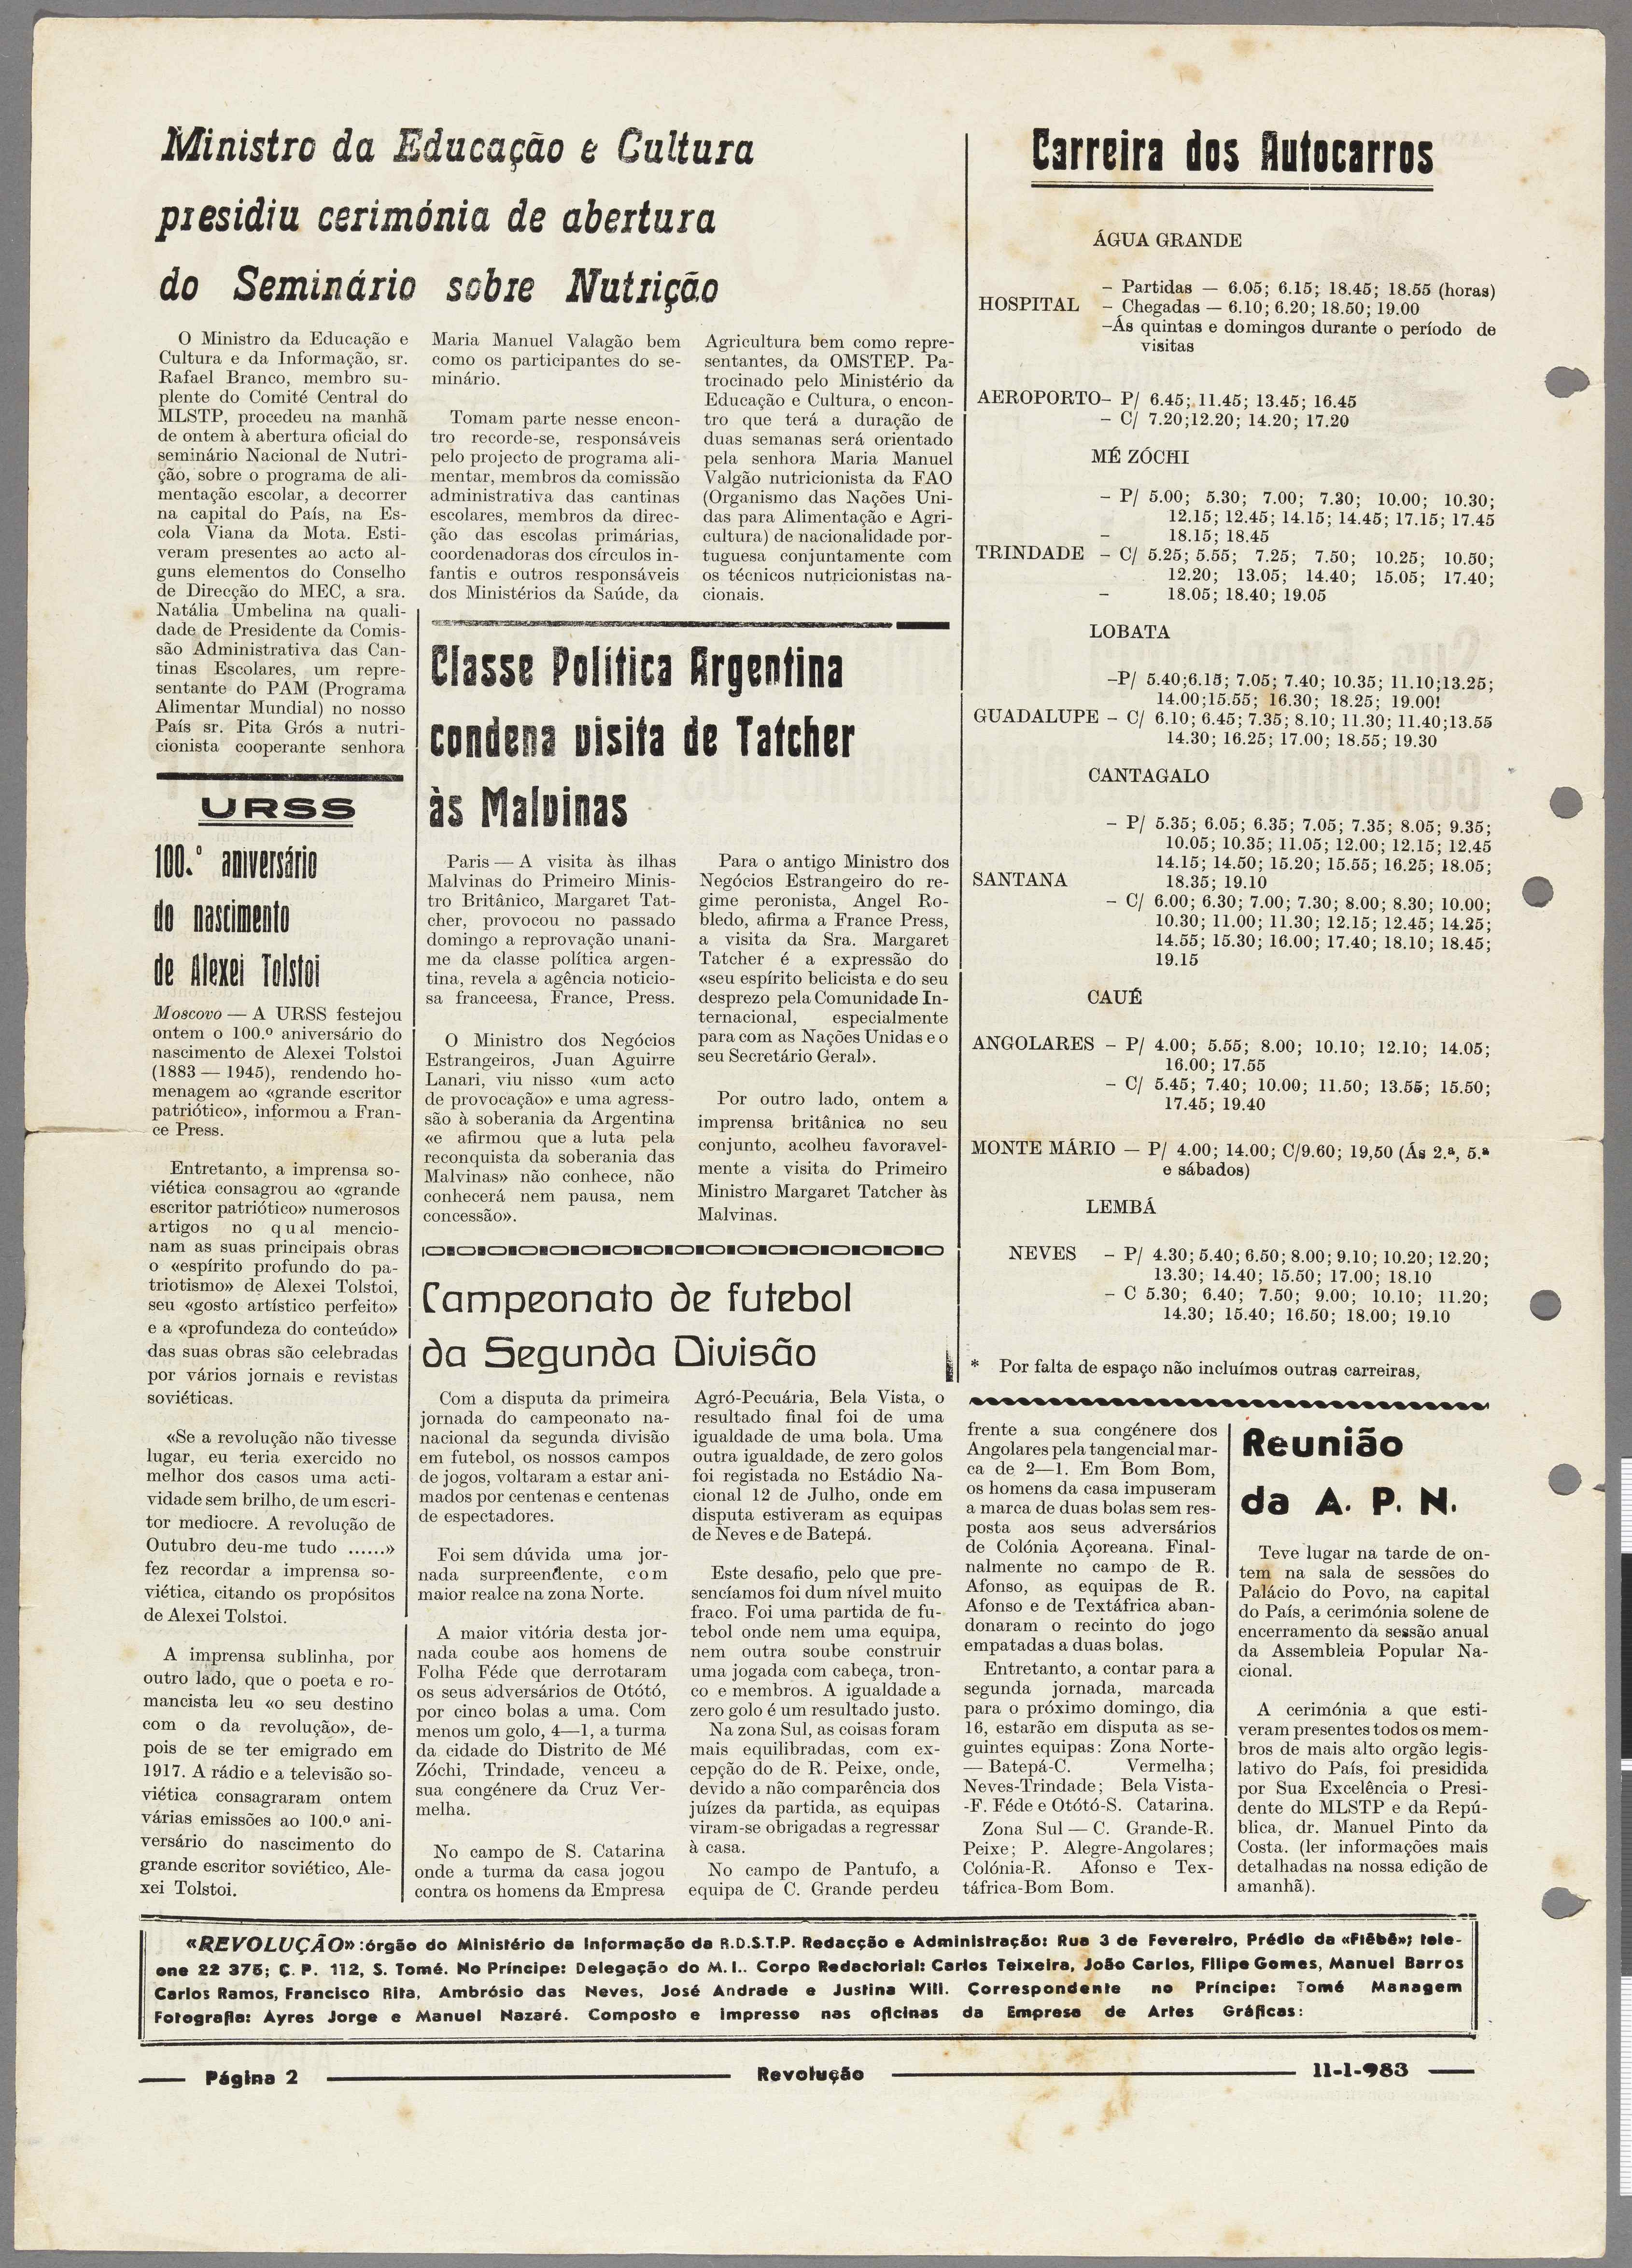 Ministro da Educação e Cultura
presidiu cerimónia de abertura
do Seminário sobre Nutrição
O Ministro da Educação e
Cultura e da Informação, sr.
Rafael Branco, membro su-
plente do Comité Central do
MLSTP, procedeu na manhã
de ontem à abertura oficial do
seminário Nacional de Nutri-
ção, sobre o programa de ali-
mentação escolar, a decorrer
na capital do País, na Es-
cola Viana da Mota. Esti-
veram presentes ao acto al-
guns elementos do Conselho
de Direcção do MEC, a sra.
Natália Umbelina na quali-
dade de Presidente da Comis-
são Administrativa das Can-
tinas Escolares, um repre-
sentante do PAM (Programa
Alimentar Mundial) no nosso
País sr. Pita Grós a nutri-
cionista cooperante senhora
Maria Manuel Valagão bem
como os participantes do se-
minário.
Tomam parte nesse encon-
tro recorde-se, responsáveis
pelo projecto de programa ali-
mentar, membros da comissão
administrativa das cantinas
escolares, membros da direc-
ção das escolas primárias,
coordenadoras dos círculos in-
fantis e outros responsáveis
dos Ministérios da Saúde, da
Agricultura bem como repre-
sentantes, da OMSTEP. Pa-
trocinado pelo Ministério da
Educação e Cultura, o encon-
tro que terá a duração de
duas semanas será orientado
pela senhora Maria Manuel
Valgão nutricionista da FAO
(Organismo das Nações Uni-
das para Alimentação e Agri-
cultura) de nacionalidade por-
tuguesa conjuntamente com
os técnicos nutricionistas na-
cionais.
URSS
100.º aniversário
do nascimento
de Alexei Tolstoi
Moscovo — A URSS festejou
ontem o 100.º aniversário do
nascimento de Alexei Tolstoi
(1883 — 1945), rendendo ho-
menagem ao «grande escritor
patriótico», informou a Fran-
ce Press.
Entretanto, a imprensa so-
viética consagrou ao «grande
escritor patriótico» numerosos
artigos no qual mencio-
nam as suas principais obras
o «espírito profundo do pa-
triotismo» de Alexei Tolstoi,
seu «gosto artístico perfeito»
e a «profundeza do conteúdo»
das suas obras são celebradas
por vários jornais e revistas
soviéticas.
«Se a revolução não tivesse
lugar, eu teria exercido no
melhor dos casos uma acti-
vidade sem brilho, de um escri-
tor mediocre. A revolução de
Outubro deu-me tudo ......»
fez recordar a imprensa so-
viética, citando os propósitos
de Alexei Tolstoi.
A imprensa sublinha, por
outro lado, que o poeta e ro-
mancista leu «o seu destino
com o da revolução», de-
pois de se ter emigrado em
1917. A rádio e a televisão so-
viética consagraram ontem
várias emissões ao 100.º ani-
versário do nascimento do
grande escritor soviético, Ale-
xei Tolstoi.
Classe Política Argentina
condena visita de Tatcher
às Malvinas
Paris — A visita às ilhas
Malvinas do Primeiro Minis-
tro Britânico, Margaret Tat-
cher, provocou no passado
domingo a reprovação unani-
me da classe política argen-
tina, revela a agência noticio-
sa franceesa, France, Press.
O Ministro dos Negócios
Estrangeiros, Juan Aguirre
Lanari, viu nisso «um acto
de provocação» e uma agress-
são à soberania da Argentina
«e afirmou que a luta pela
reconquista da soberania das
Malvinas» não conhece, não
conhecerá nem pausa, nem
concessão».
Para o antigo Ministro dos
Negócios Estrangeiro do re-
gime peronista, Angel Ro-
bledo, afirma a France Press,
a visita da Sra. Margaret
Tatcher é a expressão do
«seu espírito belicista e do seu
desprezo pela Comunidade In-
ternacional, especialmente
para com as Nações Unidas e o
seu Secretário Geral».
Por outro lado, ontem a
imprensa britânica no seu
conjunto, acolheu favoravel-
mente a visita do Primeiro
Ministro Margaret Tatcher às
Malvinas.
Campeonato de futebol
da Segunda Divisão
Com a disputa da primeira
jornada do campeonato na-
nacional da segunda divisão
em futebol, os nossos campos
de jogos, voltaram a estar ani-
mados por centenas e centenas
de espectadores.
Foi sem dúvida uma jor-
nada surpreendente, com
maior realce na zona Norte.
A maior vitória desta jor-
nada coube aos homens de
Folha Féde que derrotaram
os seus adversários de Otótó,
por cinco bolas a uma. Com
menos um golo, 4—1, a turma
da cidade do Distrito de Mé
Zóchi, Trindade, venceu a
sua congénere da Cruz Ver-
melha.
No campo de S. Catarina
onde a turma da casa jogou
contra os homens da Empresa
Agró-Pecuária, Bela Vista, o
resultado final foi de uma
igualdade de uma bola. Uma
outra igualdade, de zero golos
foi registada no Estádio Na-
cional 12 de Julho, onde em
disputa estiveram as equipas
de Neves e de Batepá.
Este desafio, pelo que pre-
senciamos foi dum nível muito
fraco. Foi uma partida de fu-
tebol onde nem uma equipa,
nem outra soube construir
uma jogada com cabeça, tron-
co e membros. A igualdade a
zero golo é um resultado justo.
Na zona Sul, as coisas foram
mais equilibradas, com ex-
cepção do de R. Peixe, onde,
devido a não comparência dos
juízes da partida, as equipas
viram-se obrigadas a regressar
à casa.
No campo de Pantufo, a
equipa de C. Grande perdeu
frente a sua congénere dos
Angolares pela tangencial mar-
ca de 2—1. Em Bom Bom,
os homens da casa impuseram
a marca de duas bolas sem res-
posta aos seus adversários
de Colónia Açoreana. Final-
nalmente no campo de R.
Afonso, as equipas de R.
Afonso e de Textáfrica aban-
donaram o recinto do jogo
empatadas a duas bolas.
Entretanto, a contar para a
segunda jornada, marcada
para o próximo domingo, dia
16, estarão em disputa as se-
guintes equipas: Zona Norte-
— Batepá-C. Vermelha;
Neves-Trindade; Bela Vista-
-F. Féde e Otótó-S. Catarina.
Zona Sul — C. Grande-R.
Peixe; P. Alegre-Angolares;
Colónia-R. Afonso e Tex-
táfrica-Bom Bom.
Carreira dos Autocarros
ÁGUA GRANDE
– Partidas — 6.05; 6.15; 18.45; 18.55 (horas)
HOSPITAL – Chegadas — 6.10; 6.20; 18.50; 19.00
–Ás quintas e domingos durante o período de
visitas
AEROPORTO– P/ 6.45; 11.45; 13.45; 16.45
– C/ 7.20;12.20; 14.20; 17.20
MÉ ZÓCHI
– P/ 5.00; 5.30; 7.00; 7.30; 10.00; 10.30;
12.15; 12.45; 14.15; 14.45; 17.15; 17.45
– 18.15; 18.45
TRINDADE – C/ 5.25; 5.55; 7.25; 7.50; 10.25; 10.50;
12.20; 13.05; 14.40; 15.05; 17.40;
– 18.05; 18.40; 19.05
LOBATA
–P/ 5.40;6.15; 7.05; 7.40; 10.35; 11.10;13.25;
14.00;15.55; 16.30; 18.25; 19.00!
GUADALUPE – C/ 6.10; 6.45; 7.35; 8.10; 11.30; 11.40;13.55
14.30; 16.25; 17.00; 18.55; 19.30
CANTAGALO
– P/ 5.35; 6.05; 6.35; 7.05; 7.35; 8.05; 9.35;
10.05; 10.35; 11.05; 12.00; 12.15; 12.45
14.15; 14.50; 15.20; 15.55; 16.25; 18.05;
SANTANA 18.35; 19.10
– C/ 6.00; 6.30; 7.00; 7.30; 8.00; 8.30; 10.00;
10.30; 11.00; 11.30; 12.15; 12.45; 14.25;
14.55; 15.30; 16.00; 17.40; 18.10; 18.45;
19.15
CAUÉ
ANGOLARES – P/ 4.00; 5.55; 8.00; 10.10; 12.10; 14.05;
16.00; 17.55
– C/ 5.45; 7.40; 10.00; 11.50; 13.55; 15.50;
17.45; 19.40
MONTE MÁRIO — P/ 4.00; 14.00; C/9.60; 19,50 (Ás 2.ª, 5.ª
e sábados)
LEMBÁ
NEVES – P/ 4.30; 5.40; 6.50; 8.00; 9.10; 10.20; 12.20;
13.30; 14.40; 15.50; 17.00; 18.10
– C 5.30; 6.40; 7.50; 9.00; 10.10; 11.20;
14.30; 15.40; 16.50; 18.00; 19.10
* Por falta de espaço não incluímos outras carreiras,
Reunião
da A. P. N.
Teve lugar na tarde de on-
tem na sala de sessões do
Palácio do Povo, na capital
do País, a cerimónia solene de
encerramento da sessão anual
da Assembleia Popular Na-
cional.
A cerimónia a que esti-
veram presentes todos os mem-
bros de mais alto orgão legis-
lativo do País, foi presidida
por Sua Excelência o Presi-
dente do MLSTP e da Repú-
blica, dr. Manuel Pinto da
Costa. (ler informações mais
detalhadas na nossa edição de
amanhã).
«REVOLUÇÃO» :órgão do Ministério da Informação da R.D.S.T.P. Redacção e Administração: Rua 3 de Fevereiro, Prédio da «Flêbê»; tele-
one 22 375; C. P. 112, S. Tomé. No Príncipe: Delegação do M. I.. Corpo Redactorial: Carlos Teixeira, João Carlos, Filipe Gomes, Manuel Barros
Carlos Ramos, Francisco Rita, Ambrósio das Neves, José Andrade e Justina Will. Correspondente no Príncipe: Tomé Managem
Fotografia: Ayres Jorge e Manuel Nazaré. Composto e impresso nas oficinas da Empresa de Artes Gráficas:
Página 2 Revolução 11-1-983